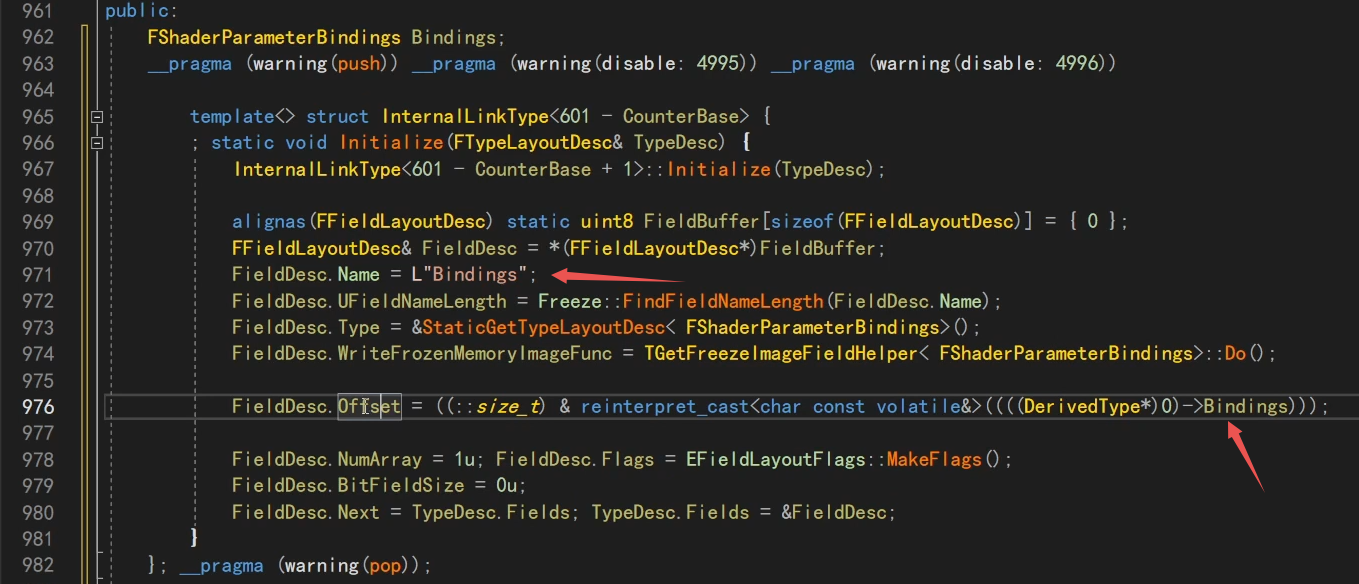 961 public:
962 FShaderParameterBindings Bindings;
963 __pragma (warning(push)) __pragma (warning(disable: 4995)) __pragma (warning(disable: 4996))
964
965 template<> struct InternalLinkType<601 - CounterBase> {
966 ; static void Initialize(FTypeLayoutDesc& TypeDesc) {
967 InternalLinkType<601 - CounterBase + 1>::Initialize(TypeDesc);
968
969 alignas(FFieldLayoutDesc) static uint8 FieldBuffer[sizeof(FFieldLayoutDesc)] = { 0 };
970 FFieldLayoutDesc& FieldDesc = *(FFieldLayoutDesc*)FieldBuffer;
971 FieldDesc.Name = L"Bindings";
972 FieldDesc.UFieldNameLength = Freeze::FindFieldNameLength(FieldDesc.Name);
973 FieldDesc.Type = &StaticGetTypeLayoutDesc< FShaderParameterBindings>();
974 FieldDesc.WriteFrozenMemoryImageFunc = TGetFreezeImageFieldHelper< FShaderParameterBindings>::Do();
975
976 FieldDesc.Offset = ((::size_t) & reinterpret_cast<char const volatile&>((((DerivedType*)0)->Bindings)));
977
978 FieldDesc.NumArray = 1u; FieldDesc.Flags = EFieldLayoutFlags::MakeFlags();
979 FieldDesc.BitFieldSize = 0u;
980 FieldDesc.Next = TypeDesc.Fields; TypeDesc.Fields = &FieldDesc;
981 }
982 }; __pragma (warning(pop));